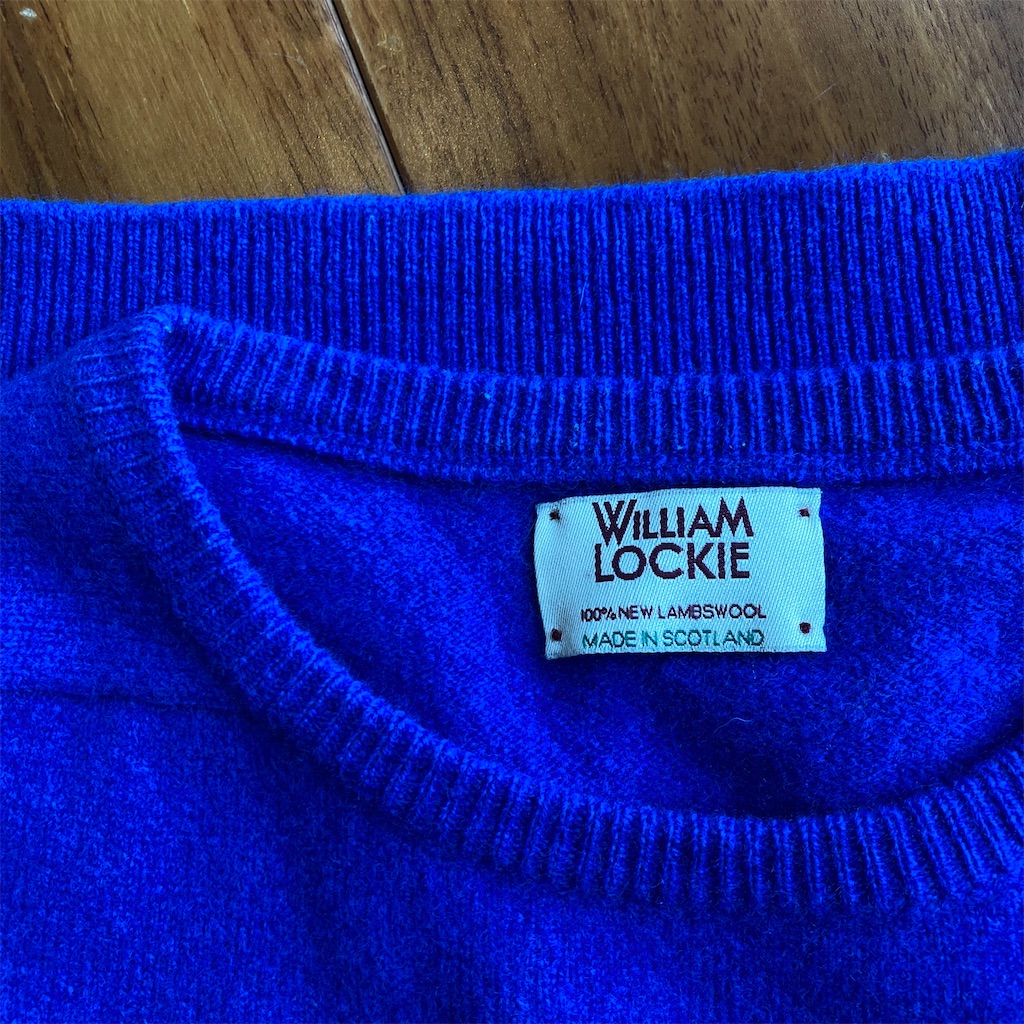 WILLIAM
LOCKIE
100% NEW LAMBSWOOL
MADE IN SCOTLAND